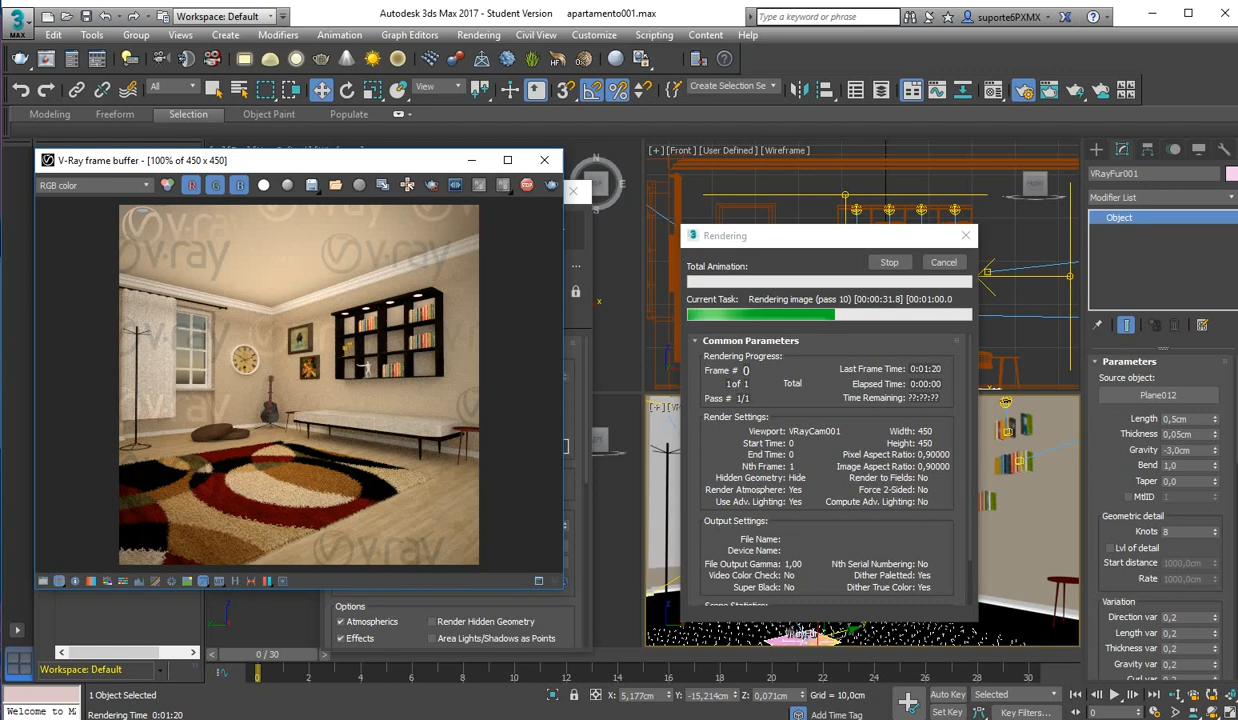 3
MAX
Workspace: Default
Autodesk 3ds Max 2017 - Student Version apartamento001.max
Type a keyword or phrase
suporte6PXMX
Edit Tools Group Views Create Modifiers Animation Graph Editors Rendering Civil View Customize Scripting Content Help
All
View
Create Selection Se
Modeling Freeform Selection Object Paint Populate
V-Ray frame buffer - [100% of 450 x 450]
RGB color
R G B
STOP
v·ray
v·ray
v·ray
N
E
S
[+] [Front] [User Defined] [Wireframe]
3 Rendering
Total Animation:
Stop
Cancel
Current Task: Rendering image (pass 10) [00:00:31.8] [00:01:00.0
Common Parameters
Rendering Progress:
Frame # 0
1 of 1 Total
Pass # 1/1
Last Frame Time: 0:01:20
Elapsed Time: 0:00:00
Time Remaining: ??:??:??
Render Settings:
Viewport: VRayCam001 Width: 450
Start Time: 0 Height: 450
End Time: 0 Pixel Aspect Ratio: 0,90000
Nth Frame: 1 Image Aspect Ratio: 0,90000
Hidden Geometry: Hide Render to Fields: No
Render Atmosphere: Yes Force 2-Sided: No
Use Adv. Lighting: Yes Compute Adv. Lighting: No
Output Settings:
File Name:
Device Name:
File Output Gamma: 1,00 Nth Serial Numbering: No
Video Color Check: No Dither Paletted: Yes
Super Black: No Dither True Color: Yes
VRayFur001
Modifier List
Object
Parameters
Source object:
Plane012
Length 0,5cm
Thickness 0,05cm
Gravity -3,0cm
Bend 1,0
Taper 0,0
MtlID 1
Geometric detail
Knots 8
Lvl of detail
Start distance 1000,0cm
Rate 1000,0cm
Variation
Direction var 0,2
Length var 0,2
Thickness var 0,2
Gravity var 0,2
Options
Atmospherics Render Hidden Geometry
Effects Area Lights/Shadows as Points
0 / 30
Workspace: Default
0 2 4 6 8 10 12 14 16 18 20 22 24 26 28 30
1 Object Selected
X: 5,177cm Y: -15,214cm Z: 0,071cm Grid = 10,0cm
Auto Key Selected
Welcome to M
Rendering Time 0:01:20
Add Time Tag
Set Key Key Filters... 0